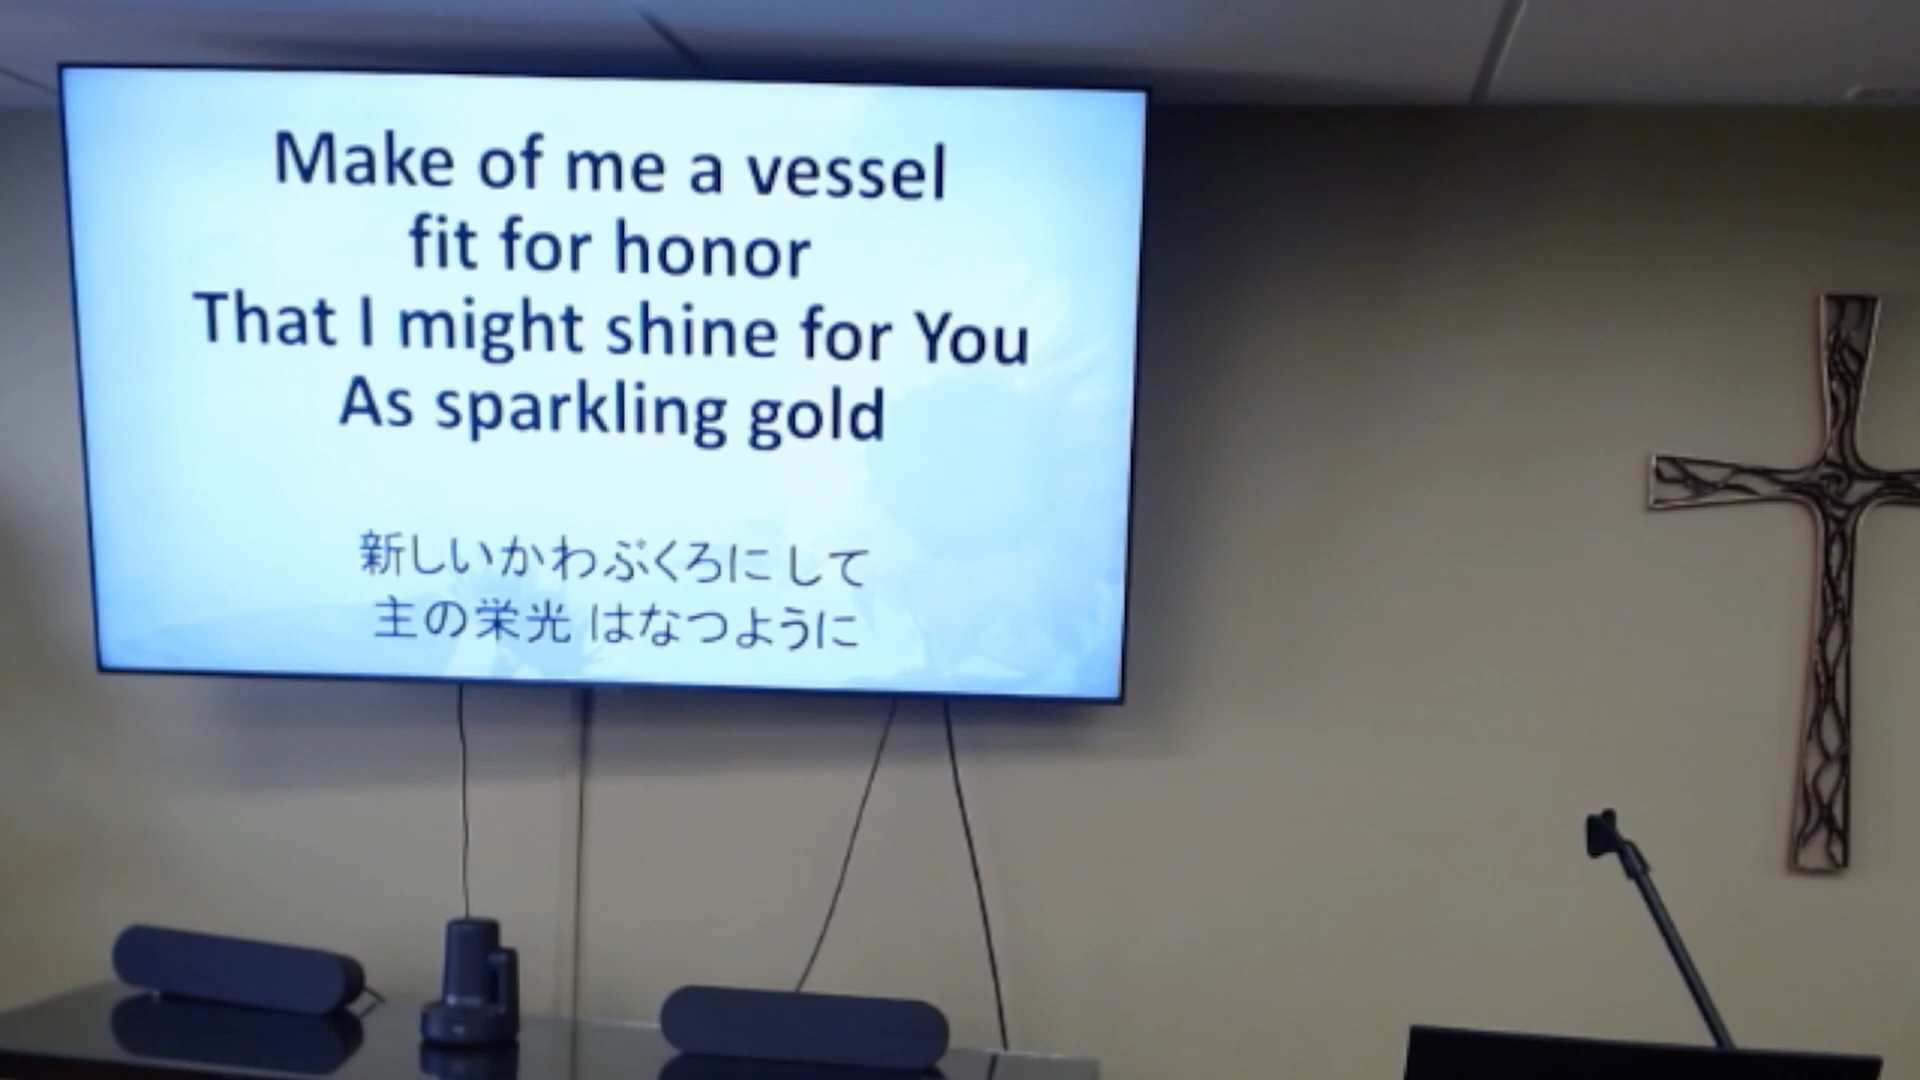 Make of me a vessel
fit for honor
That I might shine for You
As sparkling gold
新しいかわぶくろに して
主の栄光 はなつように